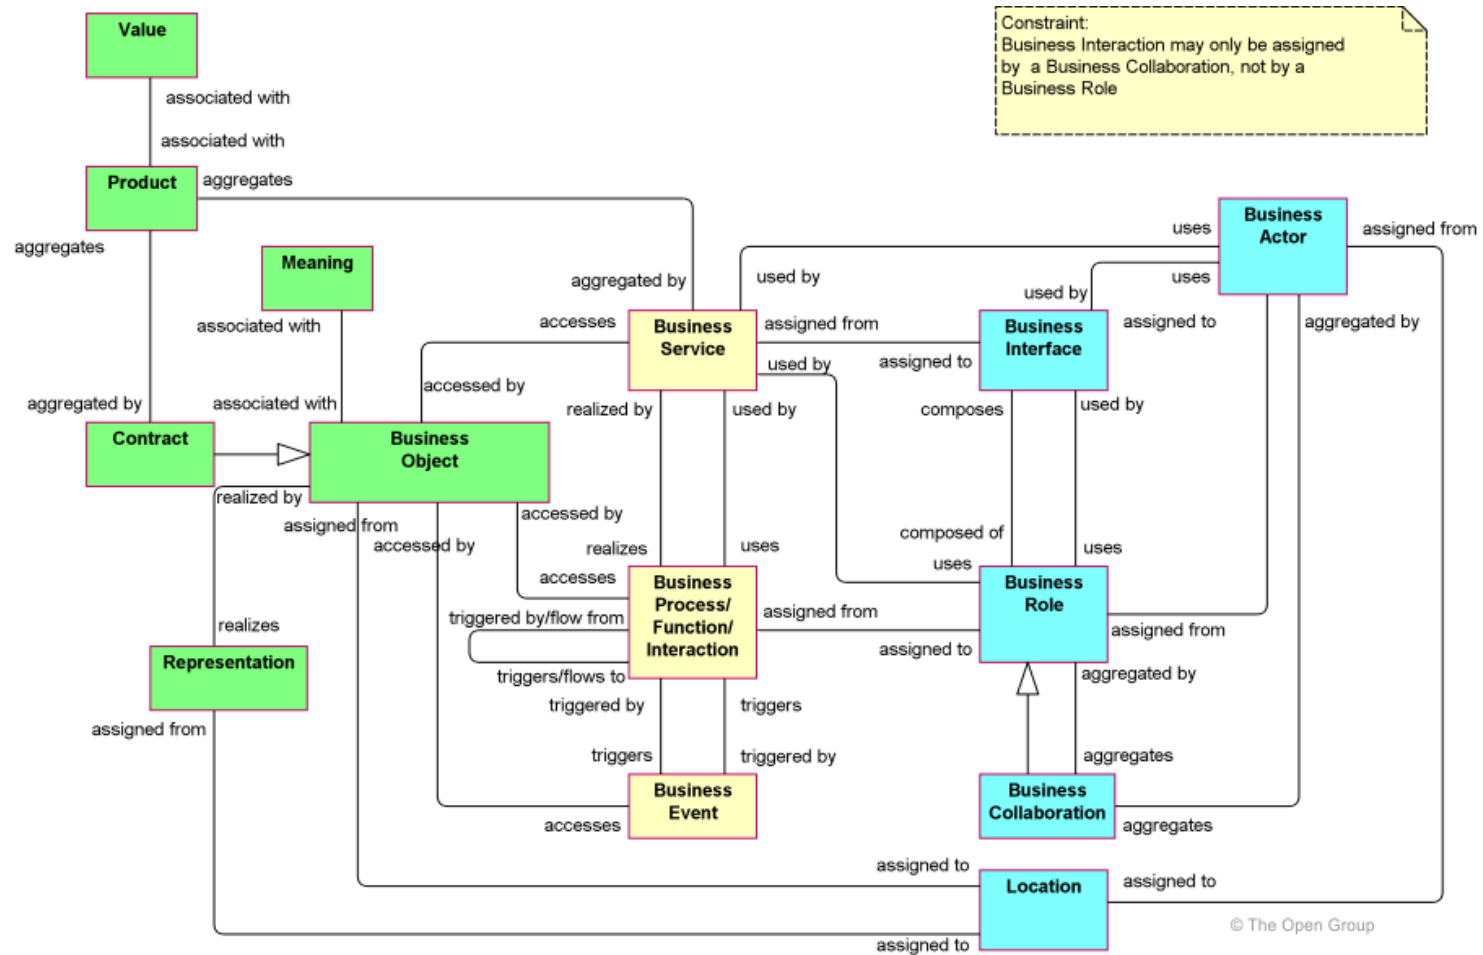 Value
Constraint:
Business Interaction may only be assigned
by a Business Collaboration, not by a
Business Role
associated with
associated with
Product
aggregates
aggregates
Business
Actor
uses
assigned from
Meaning
aggregated by
used by
uses
used by
associated with
accesses
Business
Service
assigned from
Business
Interface
assigned to
aggregated by
assigned to
used by
accessed by
aggregated by
associated with
realized by
used by
composes
used by
Contract
Business
Object
realized by
assigned from
accessed by
accessed by
realizes
uses
composed of
uses
uses
accesses
Business
Process/
Function/
Interaction
Business
Role
triggered by/flow from
assigned from
assigned from
realizes
assigned to
Representation
triggers/flows to
aggregated by
triggered by
triggers
assigned from
triggers
triggered by
aggregates
Business
Event
Business
Collaboration
accesses
aggregates
assigned to
Location
assigned to
© The Open Group
assigned to